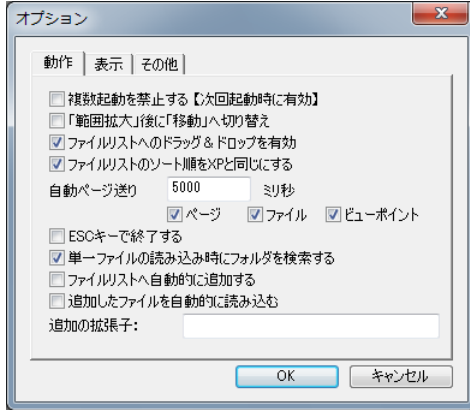 オプション
動作 表示 その他
複数起動を禁止する【次回起動時に有効】
「範囲拡大」後に「移動」へ切り替え
ファイルリストへのドラッグ＆ドロップを有効
ファイルリストのソート順をXPと同じにする
自動ページ送り 5000 ミリ秒
ページ ファイル ビューポイント
ESCキーで終了する
単一ファイルの読み込み時にフォルダを検索する
ファイルリストへ自動的に追加する
追加したファイルを自動的に読み込む
追加の拡張子：
OK キャンセル